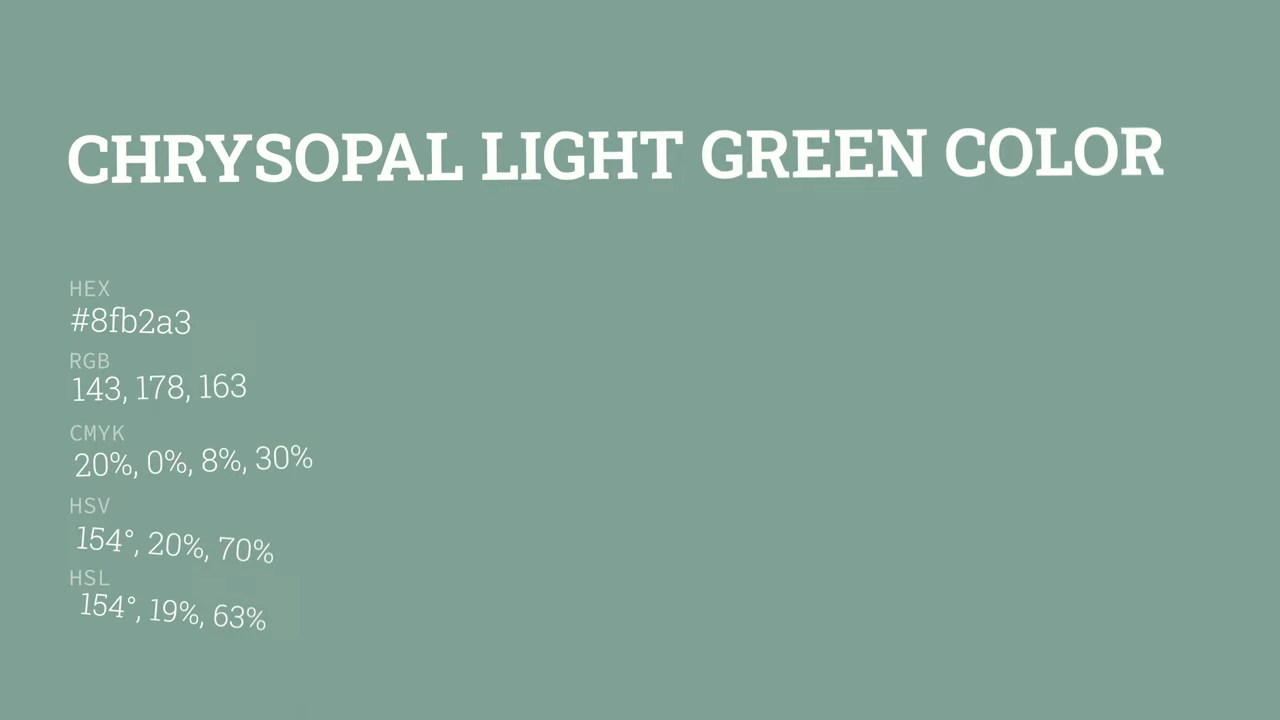 CHRYSOPAL LIGHT GREEN COLOR
HEX
#8fb2a3
RGB
143, 178, 163
CMYK
20%, 0%, 8%, 30%
HSV
154°, 20%, 70%
HSL
154°, 19%, 63%